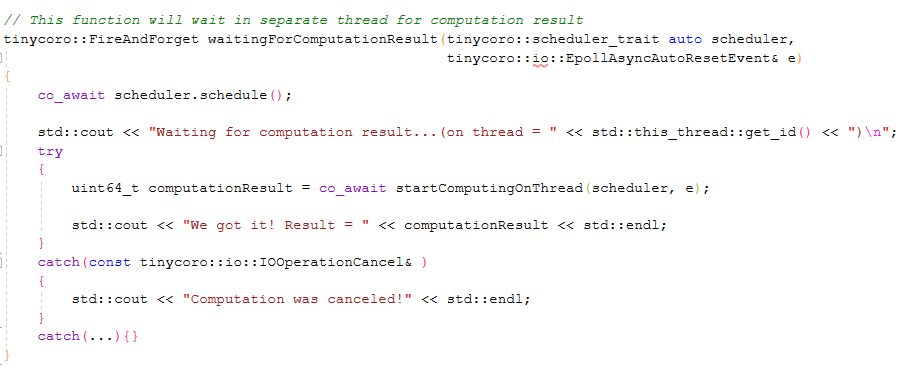 // This function will wait in separate thread for computation result
tinycoro::FireAndForget waitingForComputationResult(tinycoro::scheduler_trait auto scheduler,
tinycoro::io::EpollAsyncAutoResetEvent& e)
{
co_await scheduler.schedule();
std::cout << "Waiting for computation result...(on thread = " << std::this_thread::get_id() << ")\n";
try
{
uint64_t computationResult = co_await startComputingOnThread(scheduler, e);
std::cout << "We got it! Result = " << computationResult << std::endl;
}
catch(const tinycoro::io::IOOperationCancel& )
{
std::cout << "Computation was canceled!" << std::endl;
}
catch(...){}
}